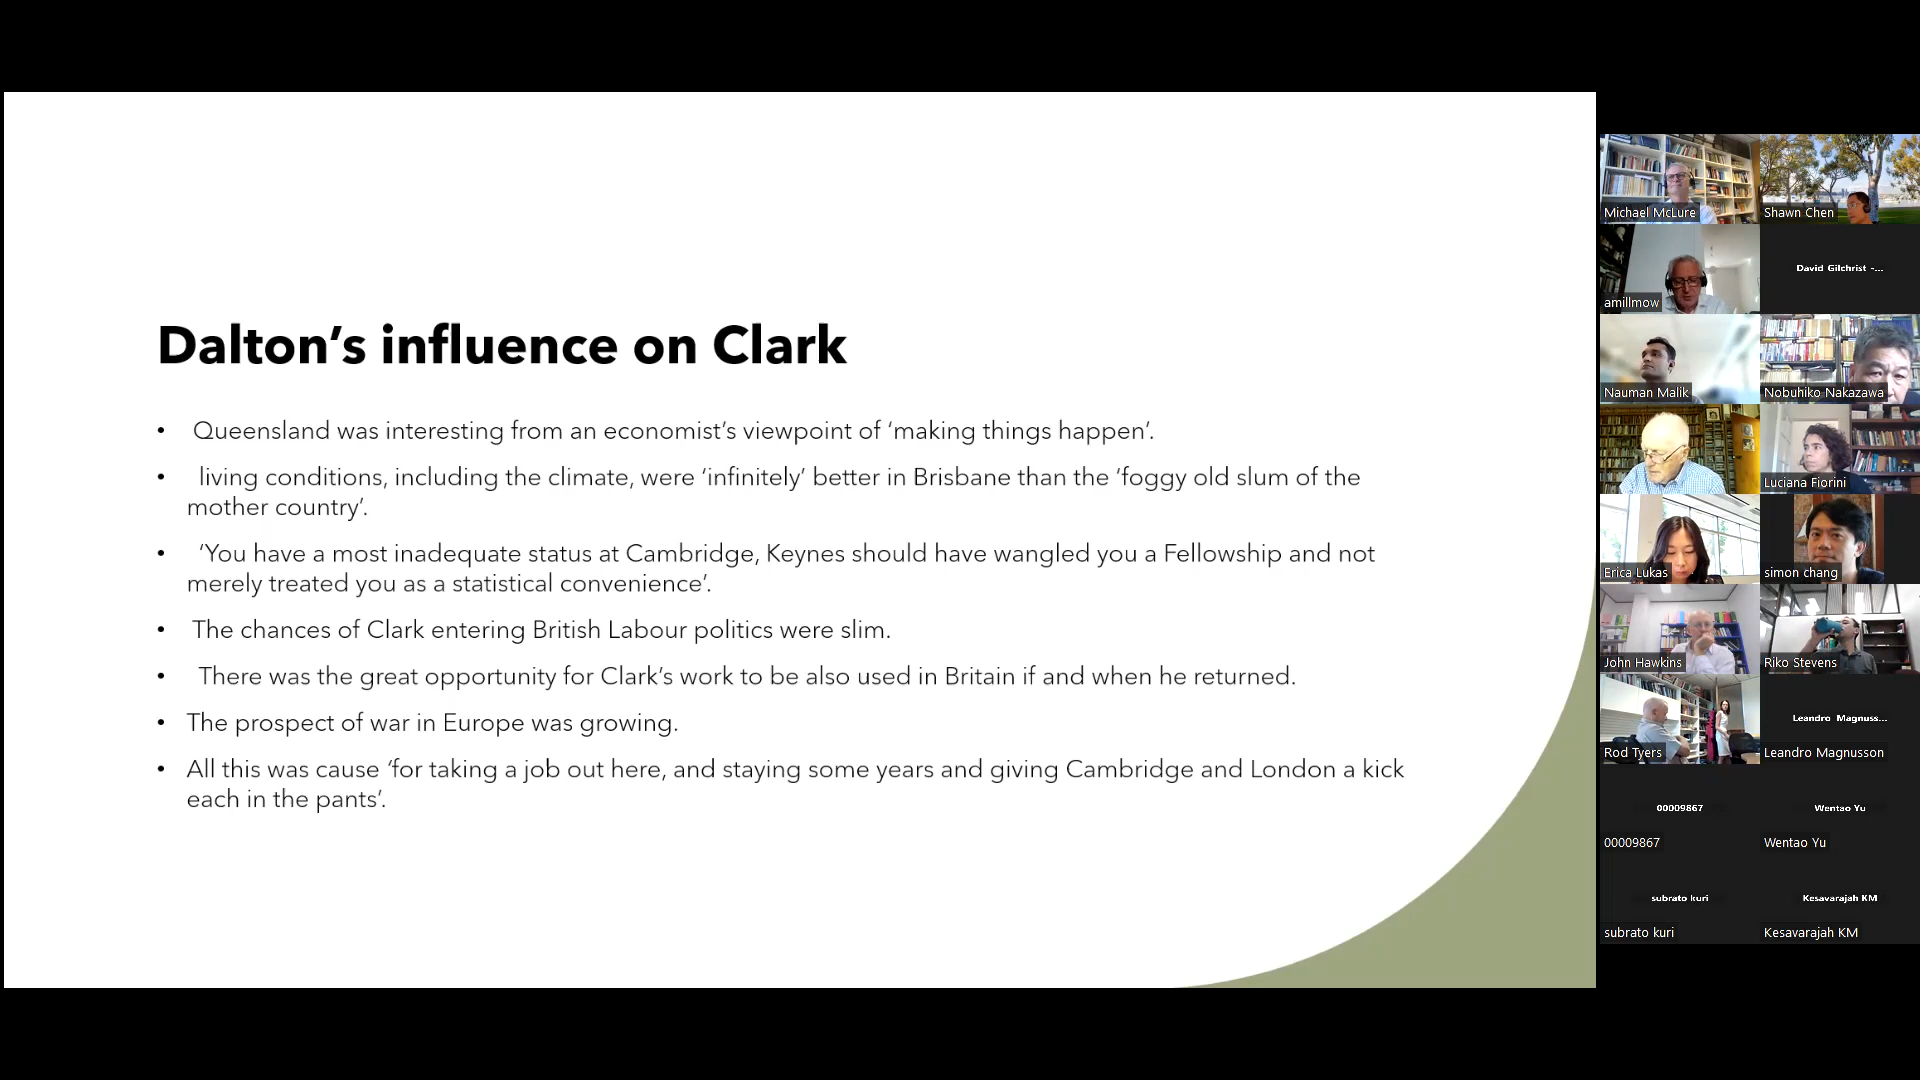 Dalton’s influence on Clark
• Queensland was interesting from an economist’s viewpoint of ‘making things happen’.
• living conditions, including the climate, were ‘infinitely’ better in Brisbane than the ‘foggy old slum of the
mother country’.
• ‘You have a most inadequate status at Cambridge, Keynes should have wangled you a Fellowship and not
merely treated you as a statistical convenience’.
• The chances of Clark entering British Labour politics were slim.
• There was the great opportunity for Clark’s work to be also used in Britain if and when he returned.
• The prospect of war in Europe was growing.
• All this was cause ‘for taking a job out here, and staying some years and giving Cambridge and London a kick
each in the pants’.
Michael McLure
Shawn Chen
amillmow
David Gilchrist -...
Nauman Malik
Nobuhiko Nakazawa
Luciana Fiorini
Erica Lukas
simon chang
John Hawkins
Riko Stevens
Rod Tyers
Leandro Magnuss...
Leandro Magnusson
00009867
Wentao Yu
00009867
Wentao Yu
subrato kuri
Kesavarajah KM
subrato kuri
Kesavarajah KM